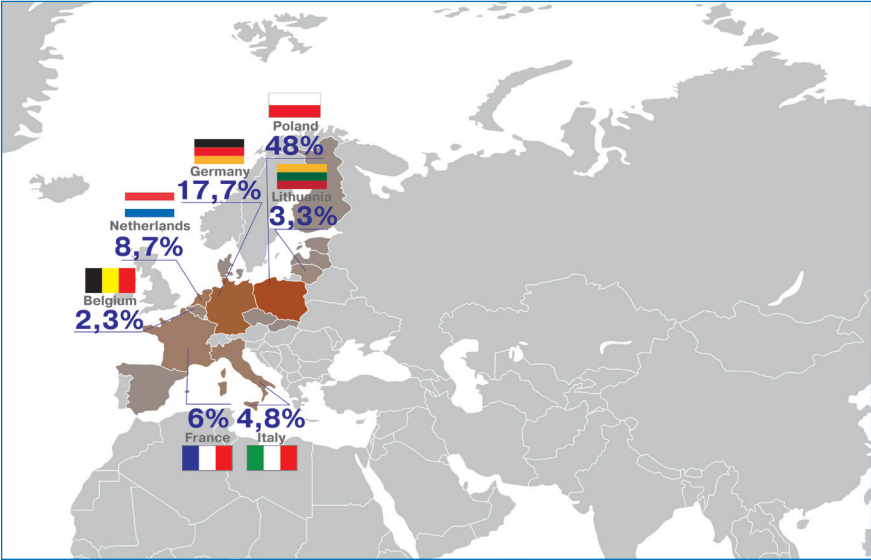 Poland
48%
Germany
17,7%
Lithuania
3,3%
Netherlands
8,7%
Belgium
2,3%
6%
France
4,8%
Italy